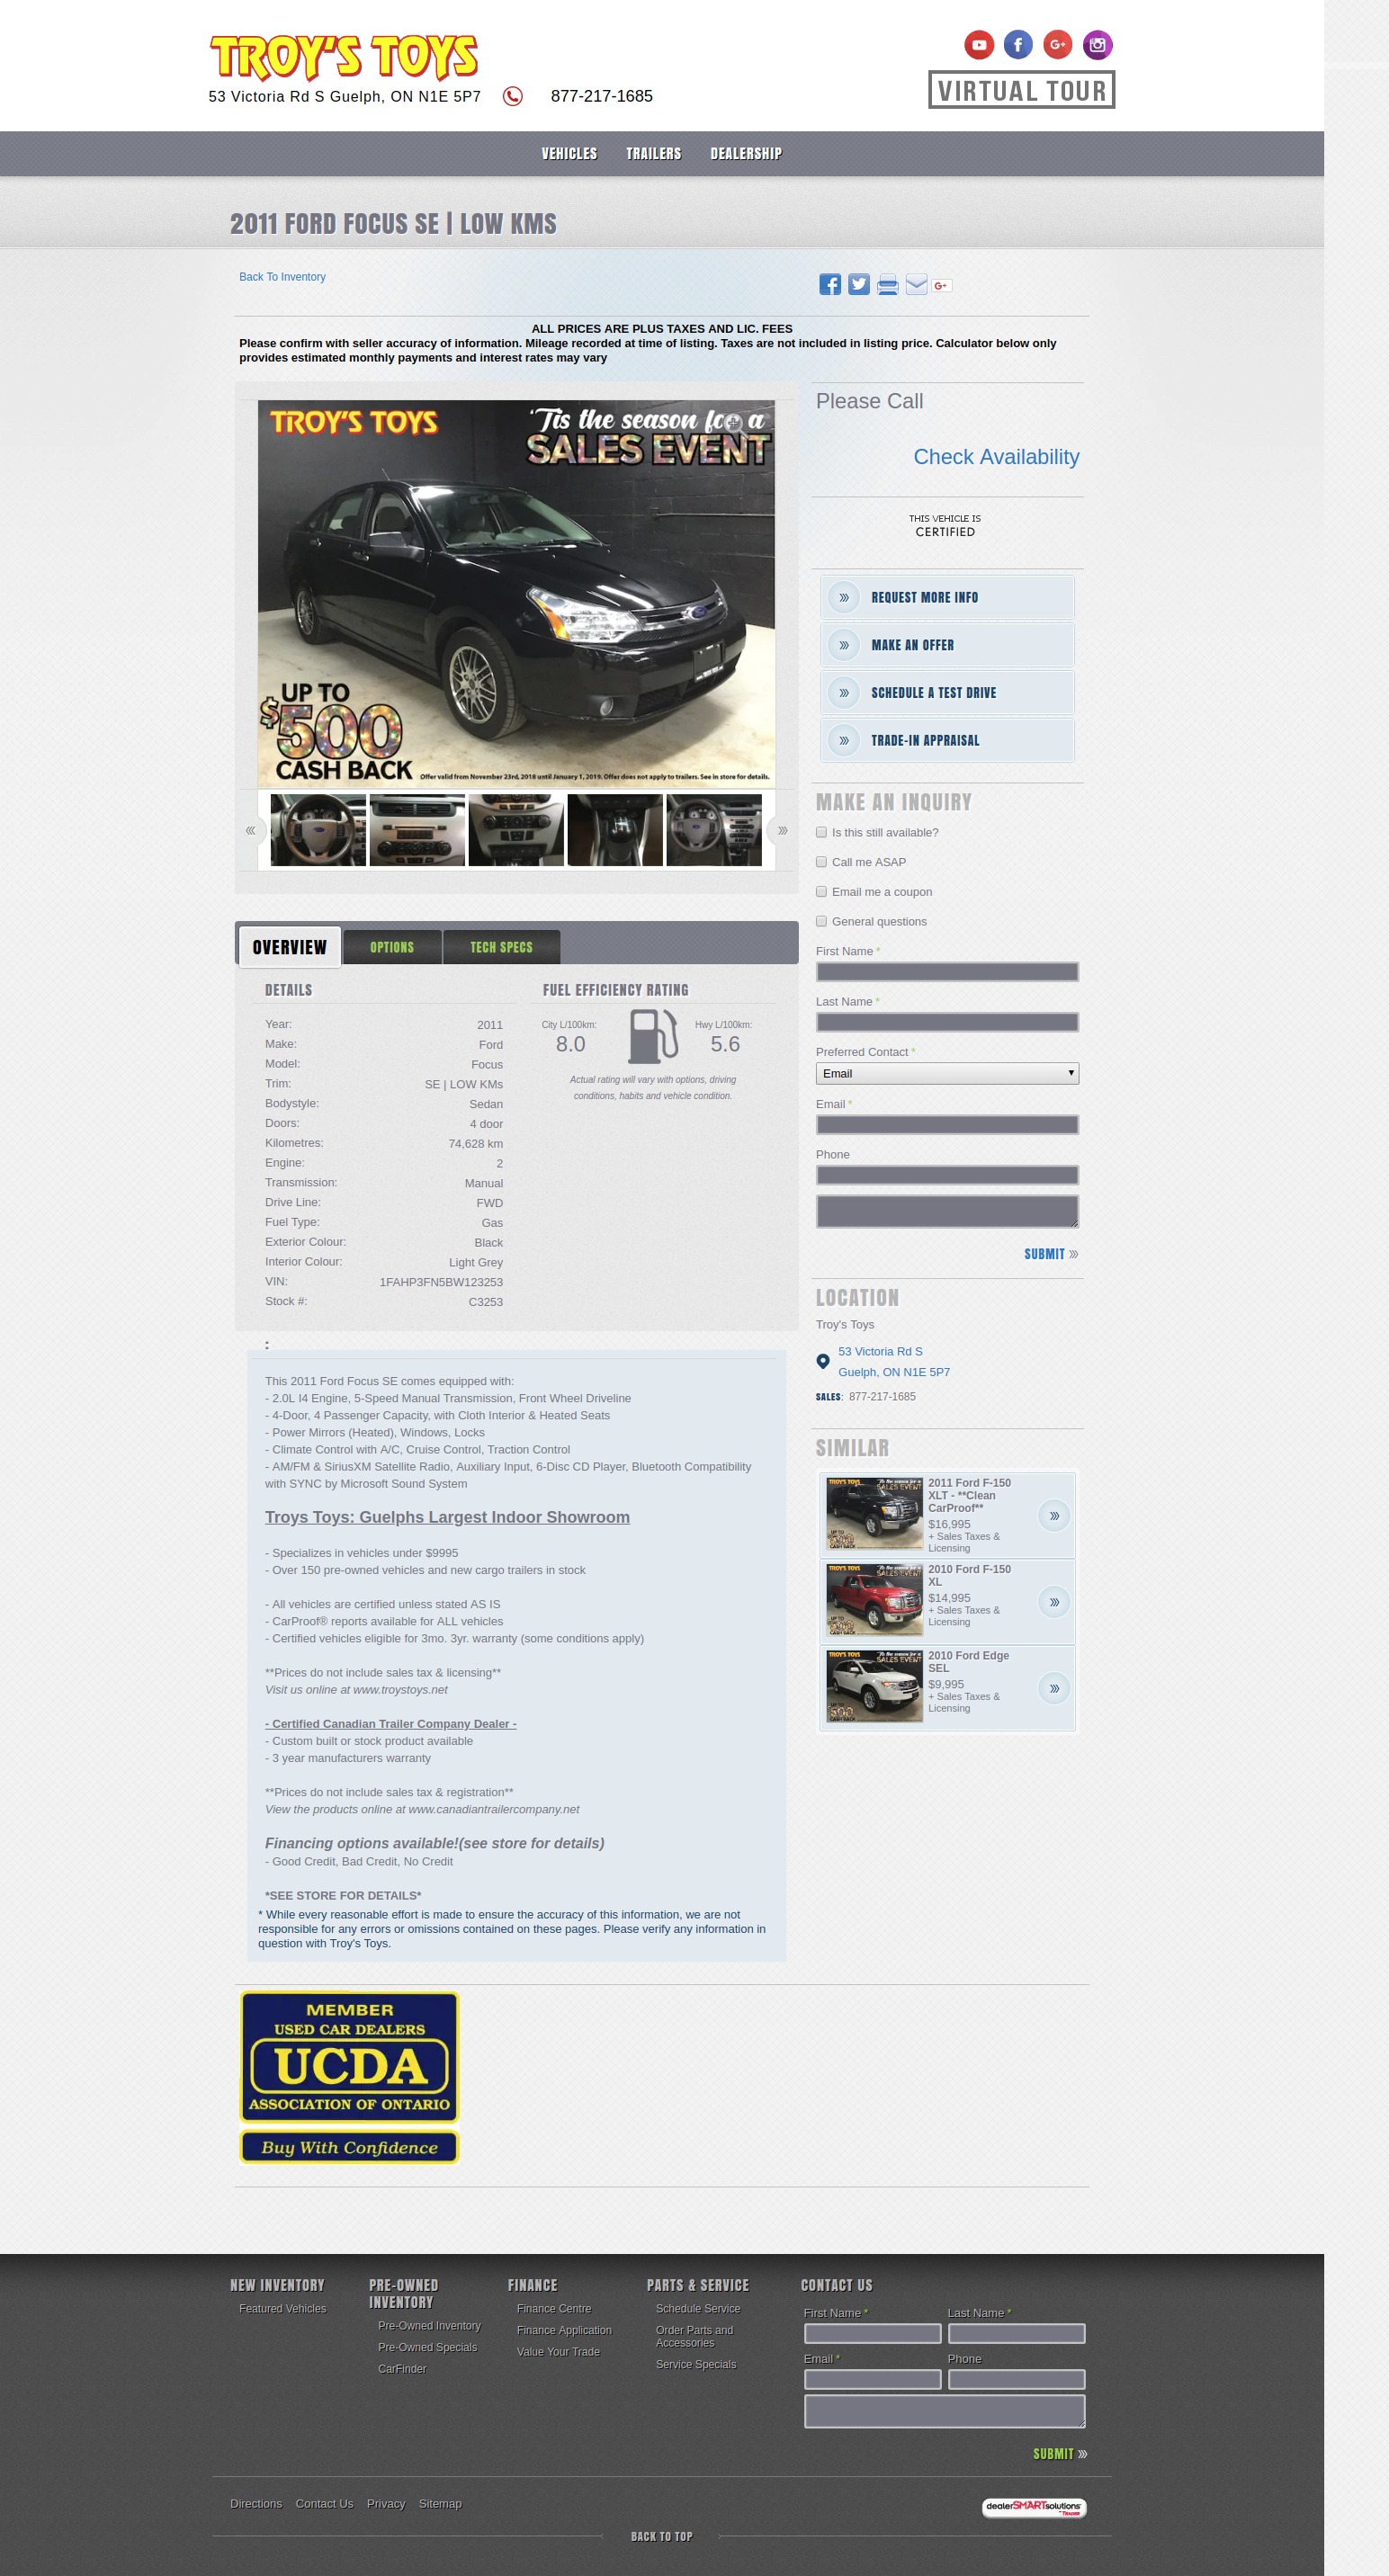 TROY'S TOYS
53 Victoria Rd S Guelph, ON N1E 5P7
877-217-1685
VIRTUAL TOUR
VEHICLES
TRAILERS
DEALERSHIP
2011 FORD FOCUS SE | LOW KMS
Back To Inventory
ALL PRICES ARE PLUS TAXES AND LIC. FEES
Please confirm with seller accuracy of information. Mileage recorded at time of listing. Taxes are not included in listing price. Calculator below only
provides estimated monthly payments and interest rates may vary
TROY'S TOYS
'Tis the season for a
SALES EVENT
UP TO
$500
CASH BACK
Offer valid from November 23rd, 2018 until January 1, 2019. Offer does not apply to trailers. See in store for details.
OVERVIEW
OPTIONS
TECH SPECS
DETAILS
Year: 2011
Make: Ford
Model: Focus
Trim: SE | LOW KMs
Bodystyle: Sedan
Doors: 4 door
Kilometres: 74,628 km
Engine: 2
Transmission: Manual
Drive Line: FWD
Fuel Type: Gas
Exterior Colour: Black
Interior Colour: Light Grey
VIN: 1FAHP3FN5BW123253
Stock #: C3253
FUEL EFFICIENCY RATING
City L/100km:
8.0
Hwy L/100km:
5.6
Actual rating will vary with options, driving
conditions, habits and vehicle condition.
:
This 2011 Ford Focus SE comes equipped with:
- 2.0L I4 Engine, 5-Speed Manual Transmission, Front Wheel Driveline
- 4-Door, 4 Passenger Capacity, with Cloth Interior & Heated Seats
- Power Mirrors (Heated), Windows, Locks
- Climate Control with A/C, Cruise Control, Traction Control
- AM/FM & SiriusXM Satellite Radio, Auxiliary Input, 6-Disc CD Player, Bluetooth Compatibility
with SYNC by Microsoft Sound System
Troys Toys: Guelphs Largest Indoor Showroom
- Specializes in vehicles under $9995
- Over 150 pre-owned vehicles and new cargo trailers in stock
- All vehicles are certified unless stated AS IS
- CarProof® reports available for ALL vehicles
- Certified vehicles eligible for 3mo. 3yr. warranty (some conditions apply)
**Prices do not include sales tax & licensing**
Visit us online at www.troystoys.net
- Certified Canadian Trailer Company Dealer -
- Custom built or stock product available
- 3 year manufacturers warranty
**Prices do not include sales tax & registration**
View the products online at www.canadiantrailercompany.net
Financing options available!(see store for details)
- Good Credit, Bad Credit, No Credit
*SEE STORE FOR DETAILS*
* While every reasonable effort is made to ensure the accuracy of this information, we are not
responsible for any errors or omissions contained on these pages. Please verify any information in
question with Troy's Toys.
Please Call
Check Availability
THIS VEHICLE IS
CERTIFIED
REQUEST MORE INFO
MAKE AN OFFER
SCHEDULE A TEST DRIVE
TRADE-IN APPRAISAL
MAKE AN INQUIRY
Is this still available?
Call me ASAP
Email me a coupon
General questions
First Name *
Last Name *
Preferred Contact *
Email
Email *
Phone
SUBMIT
LOCATION
Troy's Toys
53 Victoria Rd S
Guelph, ON N1E 5P7
SALES: 877-217-1685
SIMILAR
2011 Ford F-150
XLT - **Clean
CarProof**
$16,995
+ Sales Taxes &
Licensing
2010 Ford F-150
XL
$14,995
+ Sales Taxes &
Licensing
2010 Ford Edge
SEL
$9,995
+ Sales Taxes &
Licensing
MEMBER
USED CAR DEALERS
UCDA
ASSOCIATION OF ONTARIO
Buy With Confidence
NEW INVENTORY
Featured Vehicles
PRE-OWNED
INVENTORY
Pre-Owned Inventory
Pre-Owned Specials
CarFinder
FINANCE
Finance Centre
Finance Application
Value Your Trade
PARTS & SERVICE
Schedule Service
Order Parts and
Accessories
Service Specials
CONTACT US
First Name *
Last Name *
Email *
Phone
SUBMIT
Directions
Contact Us
Privacy
Sitemap
dealerSMARTsolutions
BACK TO TOP